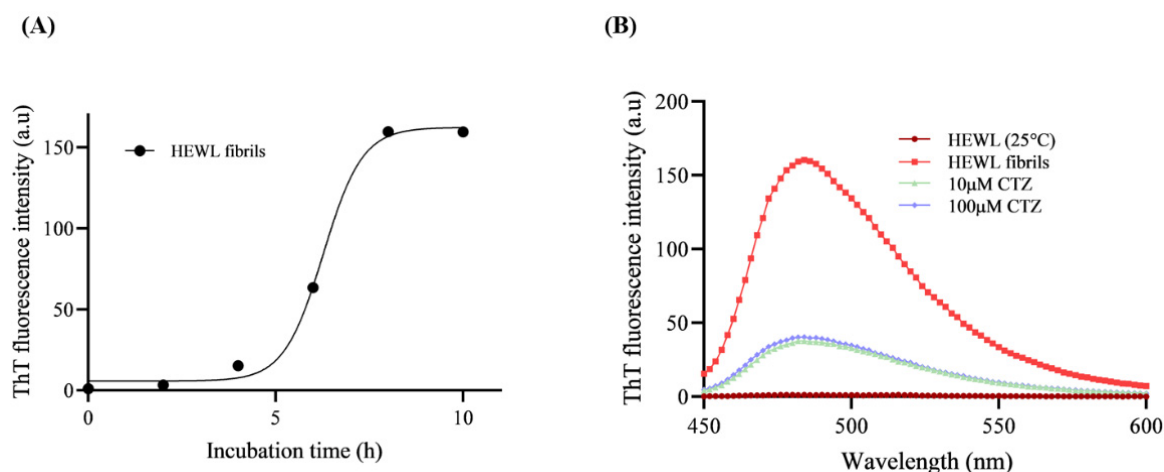 (A)
ThT fluorescence intensity (a.u)
150
100
50
0
HEWL fibrils
0
5
10
Incubation time (h)
(B)
ThT fluorescence intensity (a.u)
200
150
100
50
0
HEWL (25°C)
HEWL fibrils
10μM CTZ
100μM CTZ
450
500
550
600
Wavelength (nm)